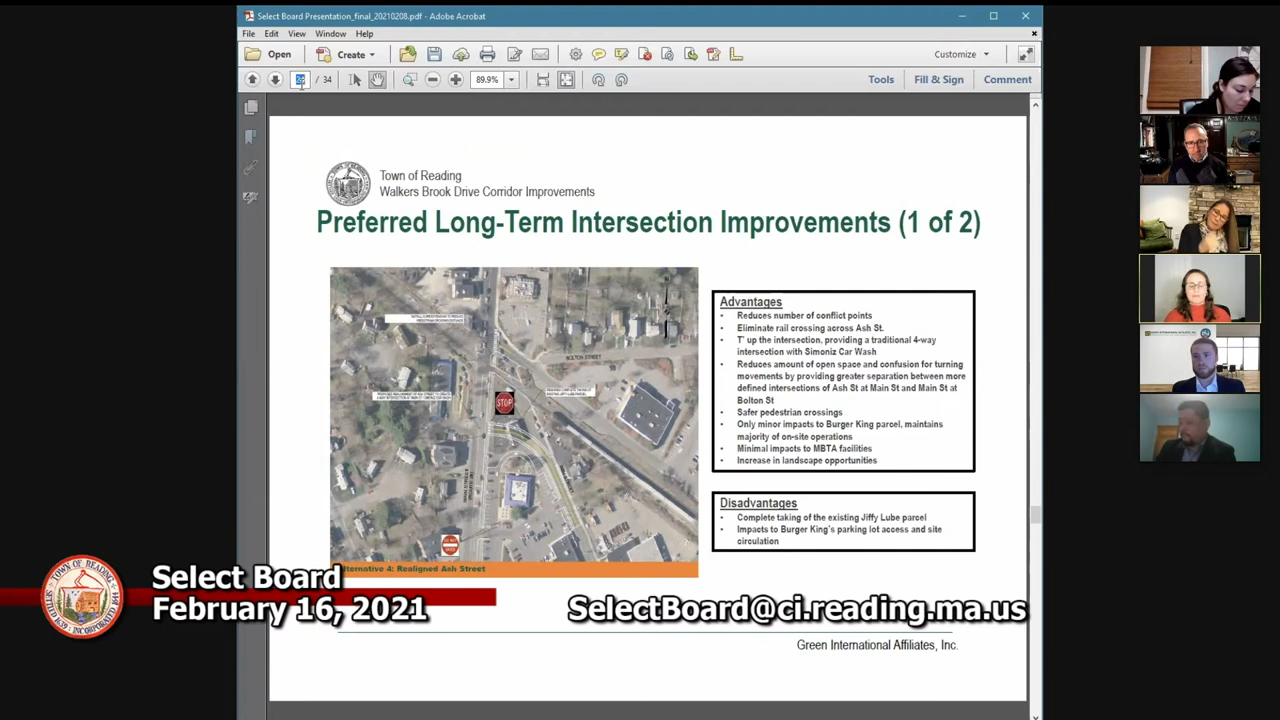 Select Board Presentation_final_20210208.pdf - Adobe Acrobat
File Edit View Window Help
Open Create Customize
/ 34 89.9% Tools Fill & Sign Comment
Town of Reading
Walkers Brook Drive Corridor Improvements
Preferred Long-Term Intersection Improvements (1 of 2)
BOLTON STREET
STOP
Alternative 4: Realigned Ash Street
Advantages
• Reduces number of conflict points
• Eliminate rail crossing across Ash St.
• T' up the intersection, providing a traditional 4-way
intersection with Simoniz Car Wash
• Reduces amount of open space and confusion for turning
movements by providing greater separation between more
defined intersections of Ash St at Main St and Main St at
Bolton St
• Safer pedestrian crossings
• Only minor impacts to Burger King parcel, maintains
majority of on-site operations
• Minimal impacts to MBTA facilities
• Increase in landscape opportunities
Disadvantages
• Complete taking of the existing Jiffy Lube parcel
• Impacts to Burger King's parking lot access and site
circulation
Select Board
February 16, 2021
SelectBoard@ci.reading.ma.us
Green International Affiliates, Inc.